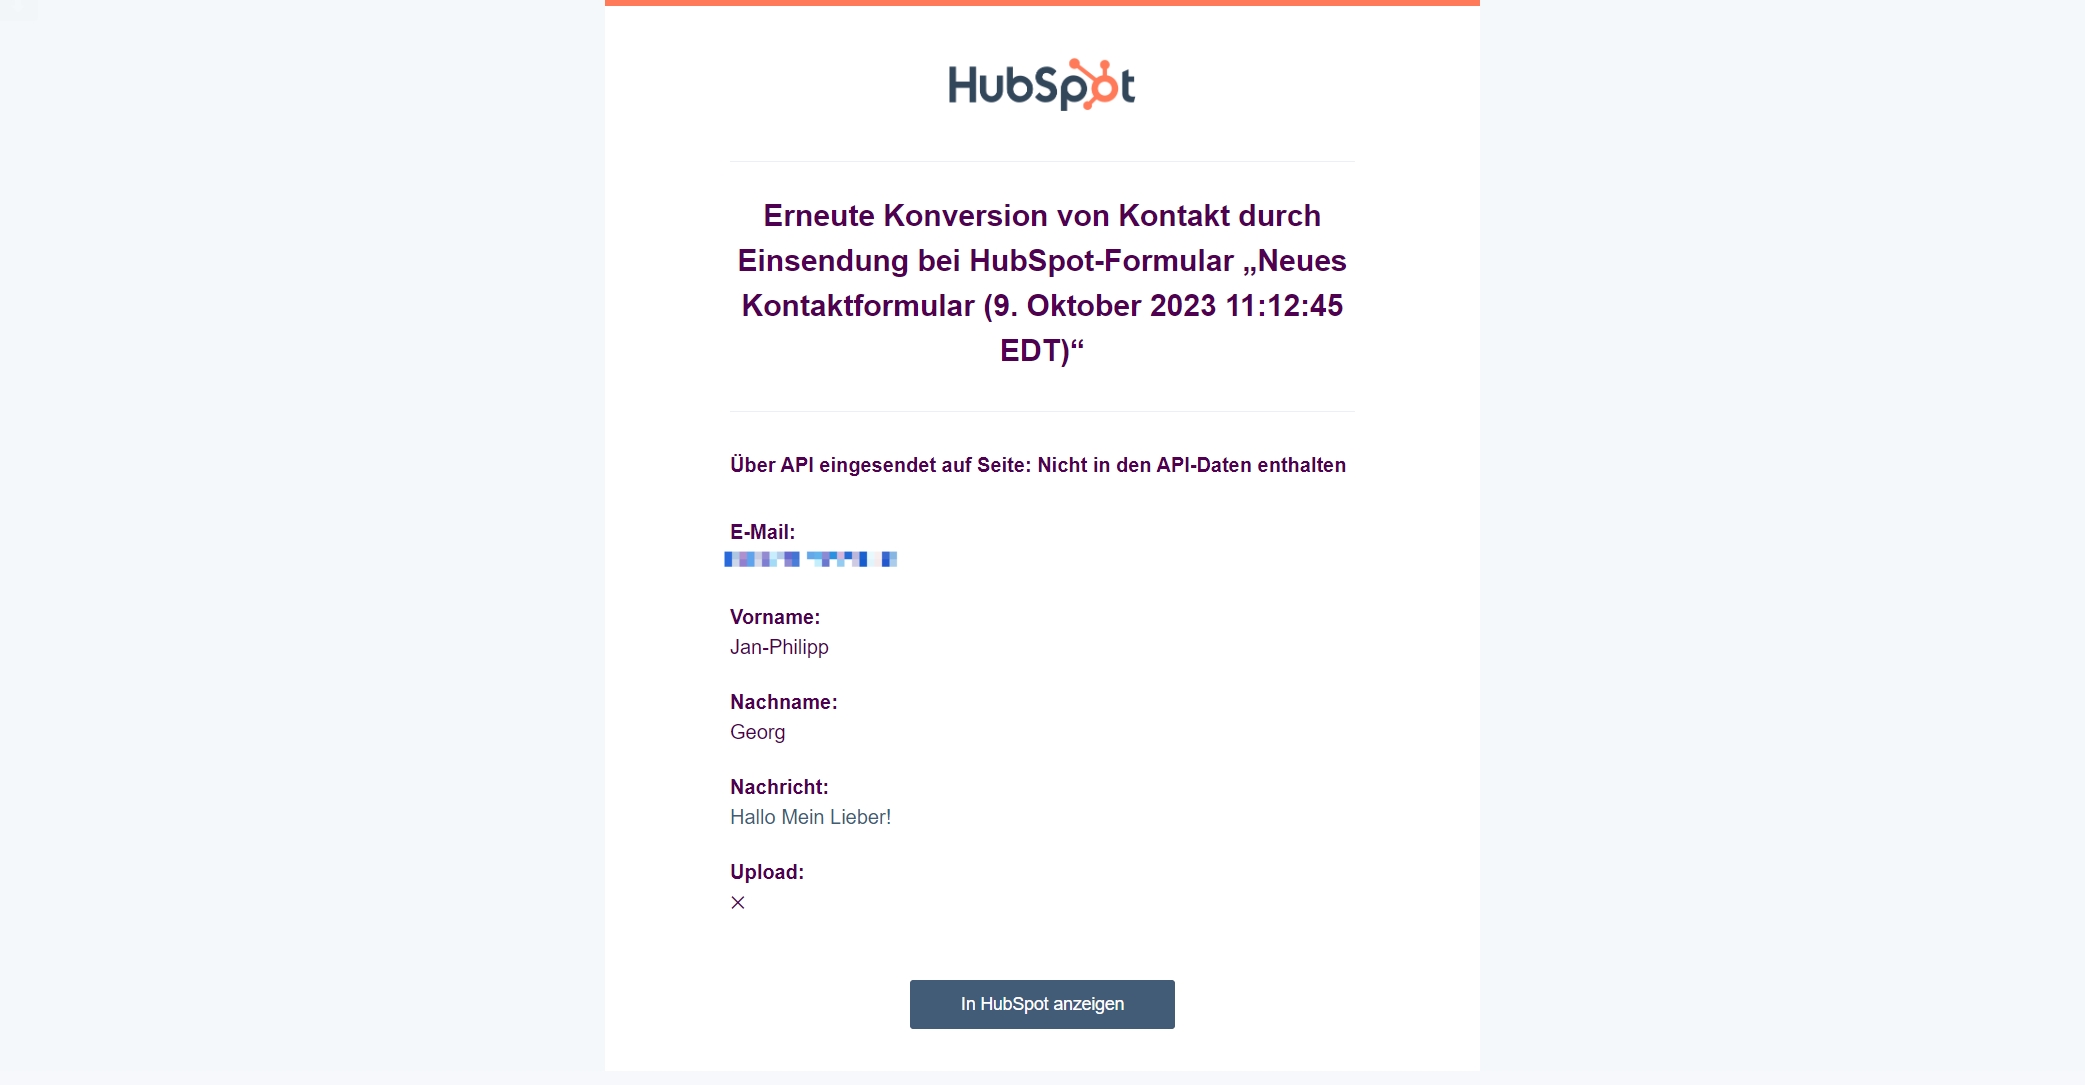 HubSpot
Erneute Konversion von Kontakt durch
Einsendung bei HubSpot-Formular „Neues
Kontaktformular (9. Oktober 2023 11:12:45
EDT)“
Über API eingesendet auf Seite: Nicht in den API-Daten enthalten
E-Mail:
Vorname:
Jan-Philipp
Nachname:
Georg
Nachricht:
Hallo Mein Lieber!
Upload:
In HubSpot anzeigen